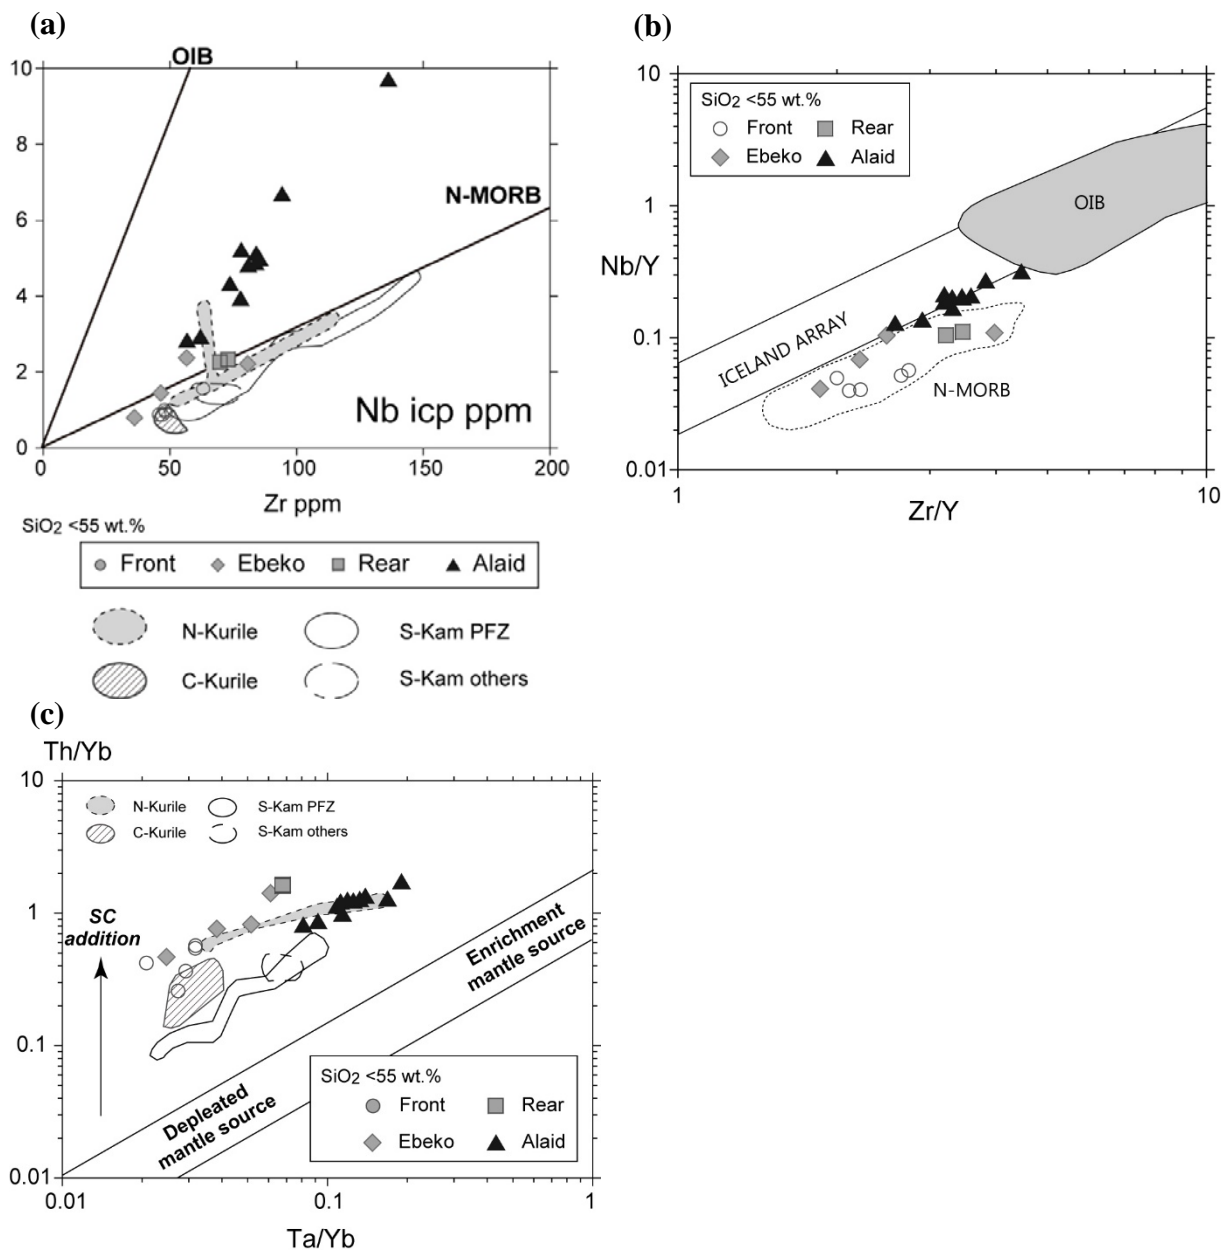 (a)
OIB
10
8
6
4
2
0
N-MORB
Nb icp ppm
0 50 100 150 200
Zr ppm
SiO2 <55 wt.%
Front Ebeko Rear Alaid
N-Kurile S-Kam PFZ
C-Kurile S-Kam others
(b)
10
1
0.1
0.01
Nb/Y
SiO2 <55 wt.%
Front Rear
Ebeko Alaid
OIB
ICELAND ARRAY
N-MORB
1 10
Zr/Y
(c)
Th/Yb
10
1
0.1
0.01
N-Kurile S-Kam PFZ
C-Kurile S-Kam others
SC
addition
Enrichment
mantle source
Depleated
mantle source
SiO2 <55 wt.%
Front Rear
Ebeko Alaid
0.01 0.1 1
Ta/Yb